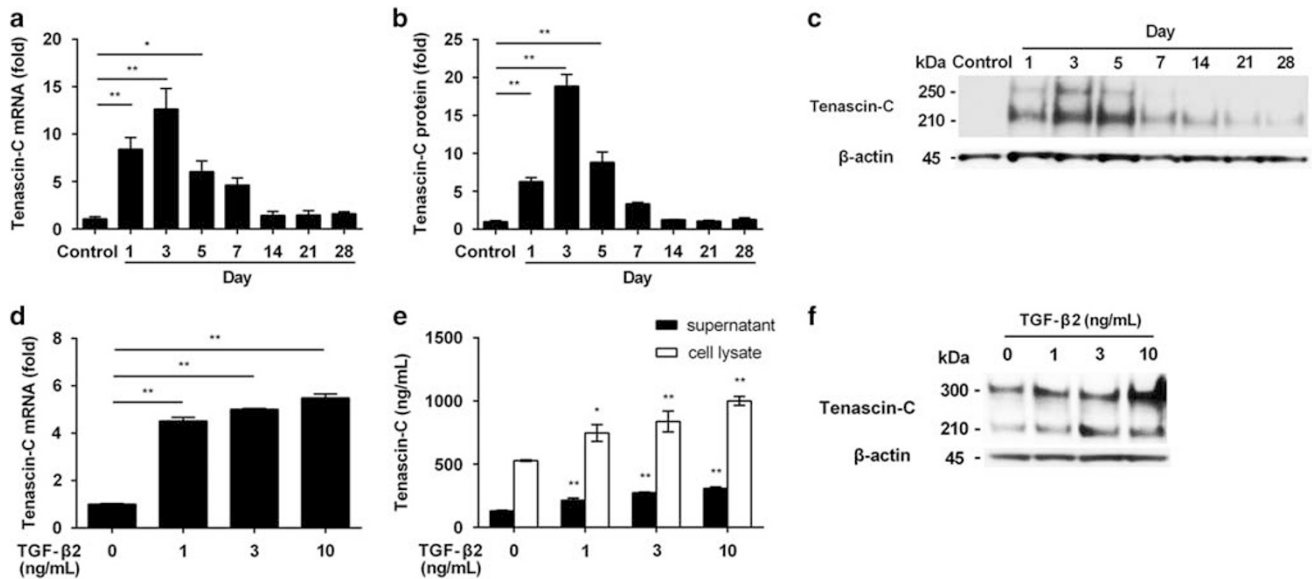 a
Tenascin-C mRNA (fold)
20
15
10
5
0
*
**
**
Control 1 3 5 7 14 21 28
Day
b
Tenascin-C protein (fold)
25
20
15
10
5
0
**
**
**
Control 1 3 5 7 14 21 28
Day
c
Day
kDa Control 1 3 5 7 14 21 28
Tenascin-C
250 -
210 -
β-actin 45 -
d
Tenascin-C mRNA (fold)
8
6
4
2
0
**
**
**
TGF-β2 0 1 3 10
(ng/mL)
e
supernatant
cell lysate
Tenascin-C (ng/mL)
1500
1000
500
0
* ** **
** ** **
TGF-β2 0 1 3 10
(ng/mL)
f
TGF-β2 (ng/mL)
kDa 0 1 3 10
300 -
Tenascin-C
210 -
β-actin 45 -